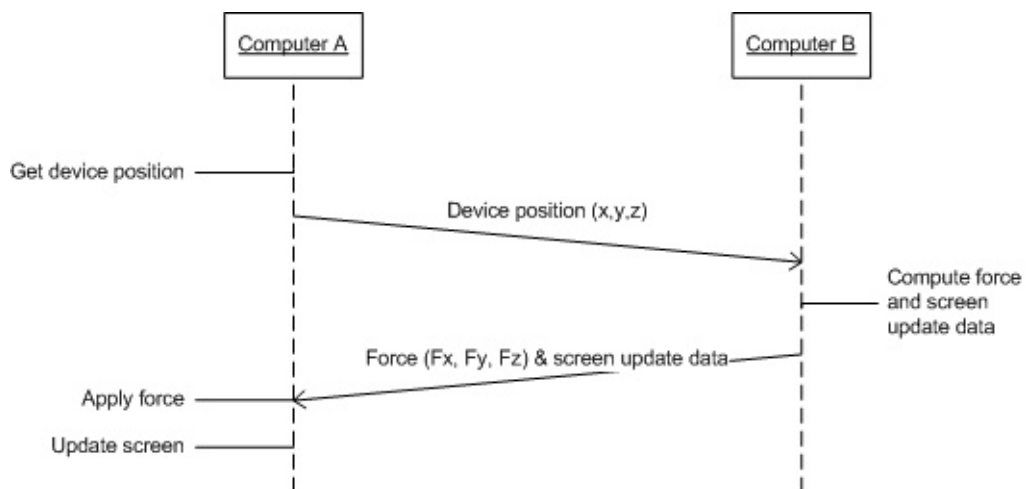 Computer A
Computer B
Get device position
Device position (x,y,z)
Compute force
and screen
update data
Force (Fx, Fy, Fz) & screen update data
Apply force
Update screen